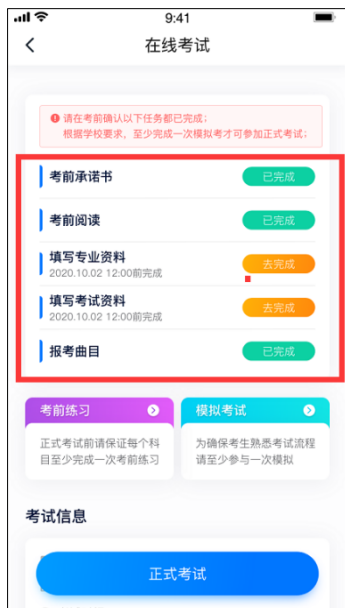 9:41
在线考试
请在考前确认以下任务都已完成：
根据学校要求，至少完成一次模拟考才可参加正式考试；
考前承诺书
已完成
考前阅读
已完成
填写专业资料
去完成
2020.10.02 12:00前完成
填写考试资料
去完成
2020.10.02 12:00前完成
报考曲目
已完成
考前练习
模拟考试
正式考试前请保证每个科
目至少完成一次考前练习
为确保考生熟悉考试流程
请至少参与一次模拟
考试信息
正式考试